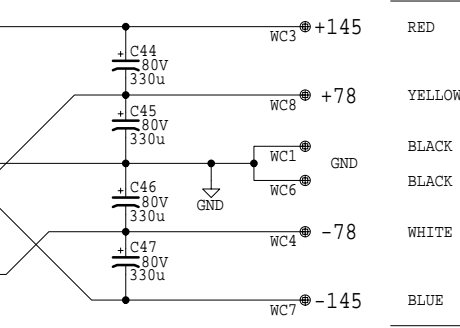 WC3 +145 RED
+ C44
80V
330u
WC8 +78 YELLOW
+ C45
80V
330u
WC1 BLACK
GND
WC6 BLACK
GND
+ C46
80V
330u
WC4 -78 WHITE
+ C47
80V
330u
WC7 -145 BLUE